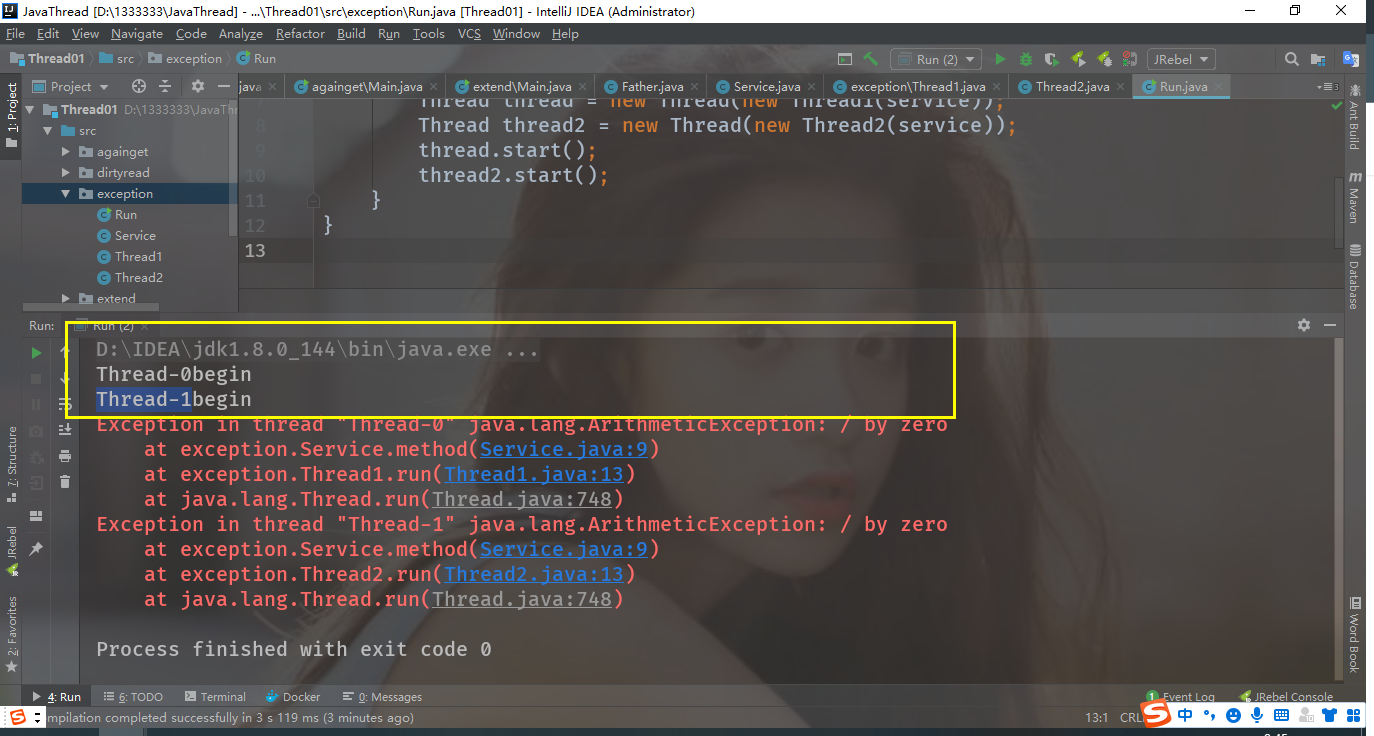 JavaThread [D:\1333333\JavaThread] - ...\Thread01\src\exception\Run.java [Thread01] - IntelliJ IDEA (Administrator)
File Edit View Navigate Code Analyze Refactor Build Run Tools VCS Window Help
Thread01 src exception Run
Run (2) JRebel
Project
java againget\Main.java extend\Main.java Father.java Service.java exception\Thread1.java Thread2.java Run.java
1: Project
Thread01 D:\1333333\JavaThr
src
againget
dirtyread
exception
Run
Service
Thread1
Thread2
extend
Thread thread = new Thread(new Thread1(service));
8 Thread thread2 = new Thread(new Thread2(service));
9 thread.start();
10 thread2.start();
11 }
12 }
13
Ant Build
Maven
Database
Run: Run (2)
D:\IDEA\jdk1.8.0_144\bin\java.exe ...
Thread-0begin
Thread-1begin
Exception in thread "Thread-0" java.lang.ArithmeticException: / by zero
at exception.Service.method(Service.java:9)
at exception.Thread1.run(Thread1.java:13)
at java.lang.Thread.run(Thread.java:748)
Exception in thread "Thread-1" java.lang.ArithmeticException: / by zero
at exception.Service.method(Service.java:9)
at exception.Thread2.run(Thread2.java:13)
at java.lang.Thread.run(Thread.java:748)
Process finished with exit code 0
7: Structure
JRebel
2: Favorites
Word Book
4: Run 6: TODO Terminal Docker 0: Messages 1 Event Log JRebel Console
mpilation completed successfully in 3 s 119 ms (3 minutes ago) 13:1 CRL
中